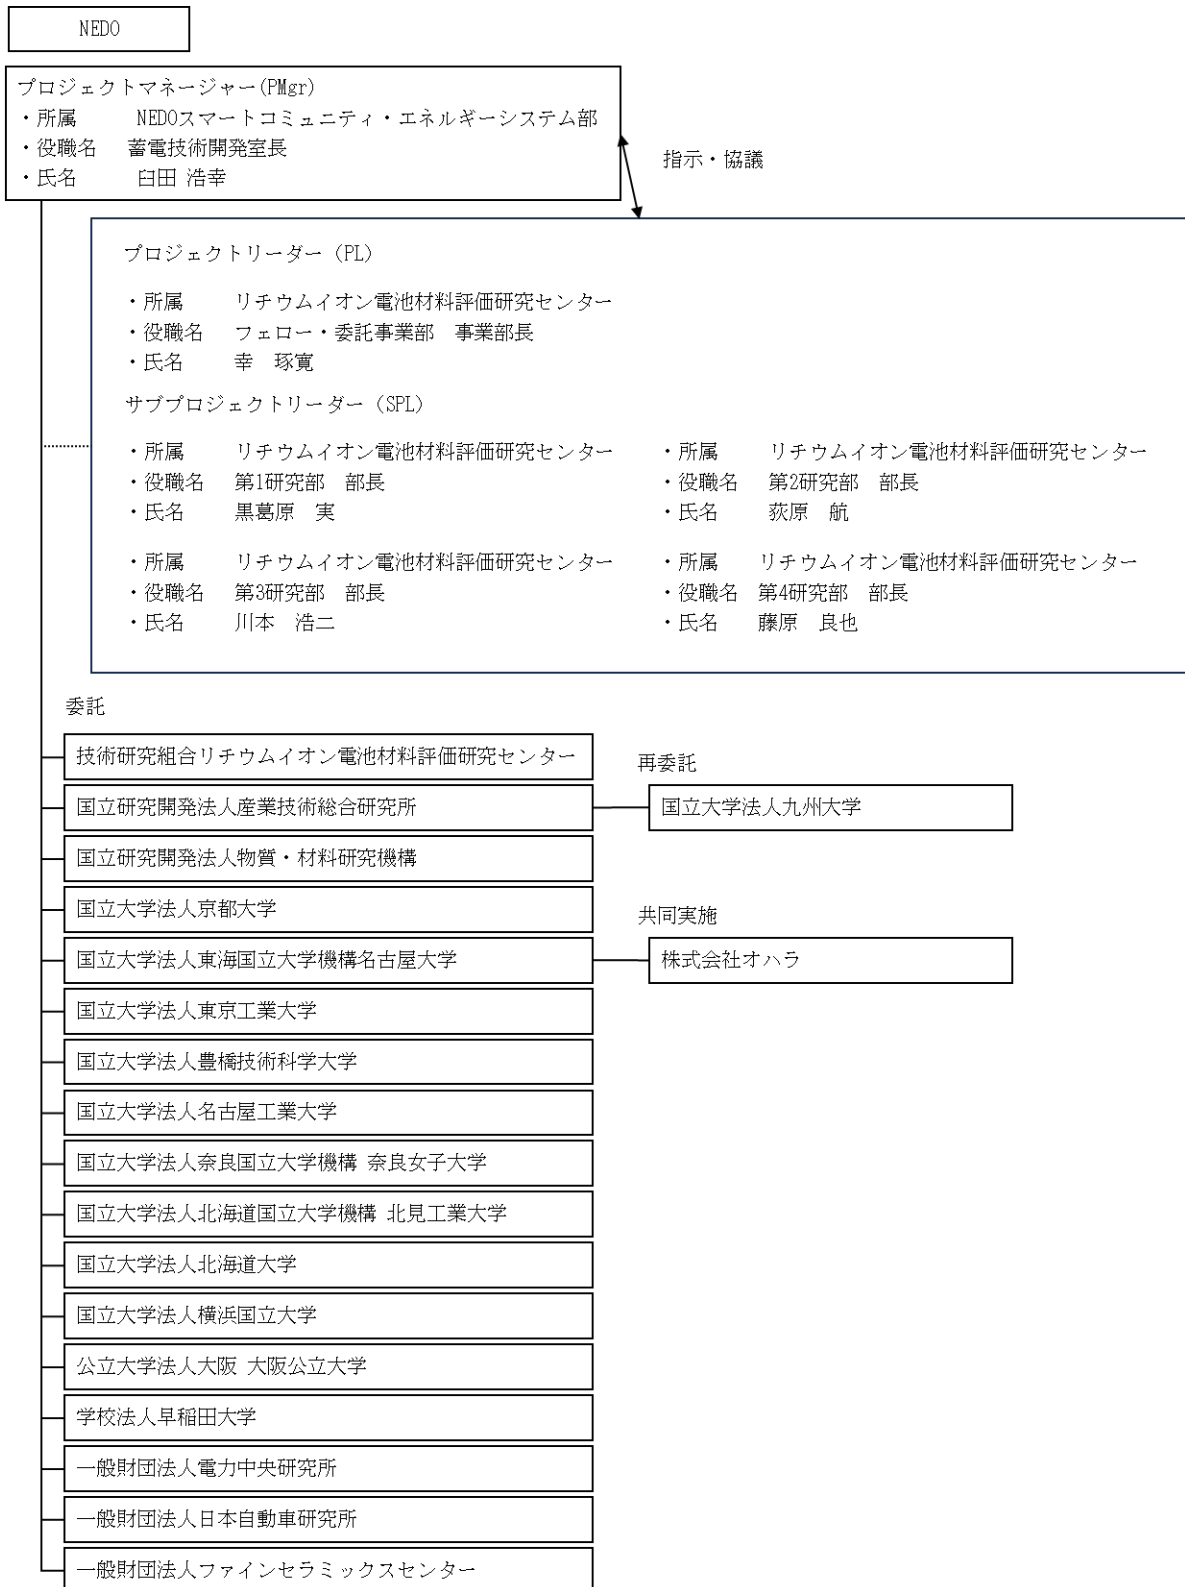 NEDO
プロジェクトマネージャー(PMgr)
・所属 NEDOスマートコミュニティ・エネルギーシステム部
・役職名 蓄電技術開発室長
・氏名 臼田 浩幸
指示・協議
プロジェクトリーダー（PL）
・所属 リチウムイオン電池材料評価研究センター
・役職名 フェロー・委託事業部 事業部長
・氏名 幸 琢寛
サブプロジェクトリーダー（SPL）
・所属 リチウムイオン電池材料評価研究センター
・役職名 第1研究部 部長
・氏名 黒葛原 実
・所属 リチウムイオン電池材料評価研究センター
・役職名 第2研究部 部長
・氏名 荻原 航
・所属 リチウムイオン電池材料評価研究センター
・役職名 第3研究部 部長
・氏名 川本 浩二
・所属 リチウムイオン電池材料評価研究センター
・役職名 第4研究部 部長
・氏名 藤原 良也
委託
技術研究組合リチウムイオン電池材料評価研究センター
再委託
国立研究開発法人産業技術総合研究所
国立大学法人九州大学
国立研究開発法人物質・材料研究機構
国立大学法人京都大学
共同実施
国立大学法人東海国立大学機構名古屋大学
株式会社オハラ
国立大学法人東京工業大学
国立大学法人豊橋技術科学大学
国立大学法人名古屋工業大学
国立大学法人奈良国立大学機構 奈良女子大学
国立大学法人北海道国立大学機構 北見工業大学
国立大学法人北海道大学
国立大学法人横浜国立大学
公立大学法人大阪 大阪公立大学
学校法人早稲田大学
一般財団法人電力中央研究所
一般財団法人日本自動車研究所
一般財団法人ファインセラミックスセンター